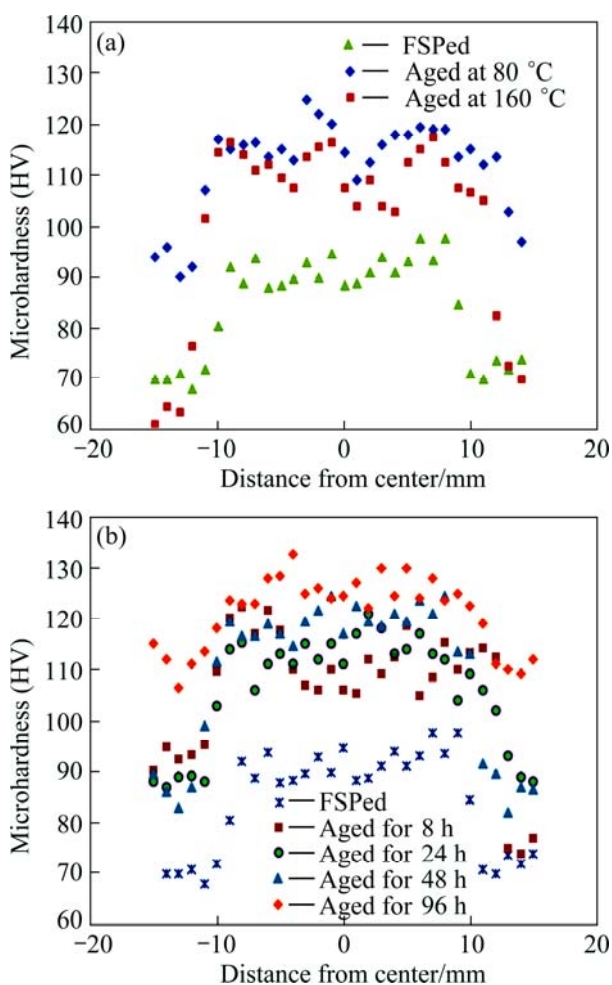 (a)
FSPed
Aged at 80 °C
Aged at 160 °C
140
130
120
110
100
90
80
70
60
Microhardness (HV)
−20
−10
0
10
20
Distance from center/mm
(b)
140
130
120
110
100
90
80
70
60
Microhardness (HV)
FSPed
Aged for 8 h
Aged for 24 h
Aged for 48 h
Aged for 96 h
−20
−10
0
10
20
Distance from center/mm